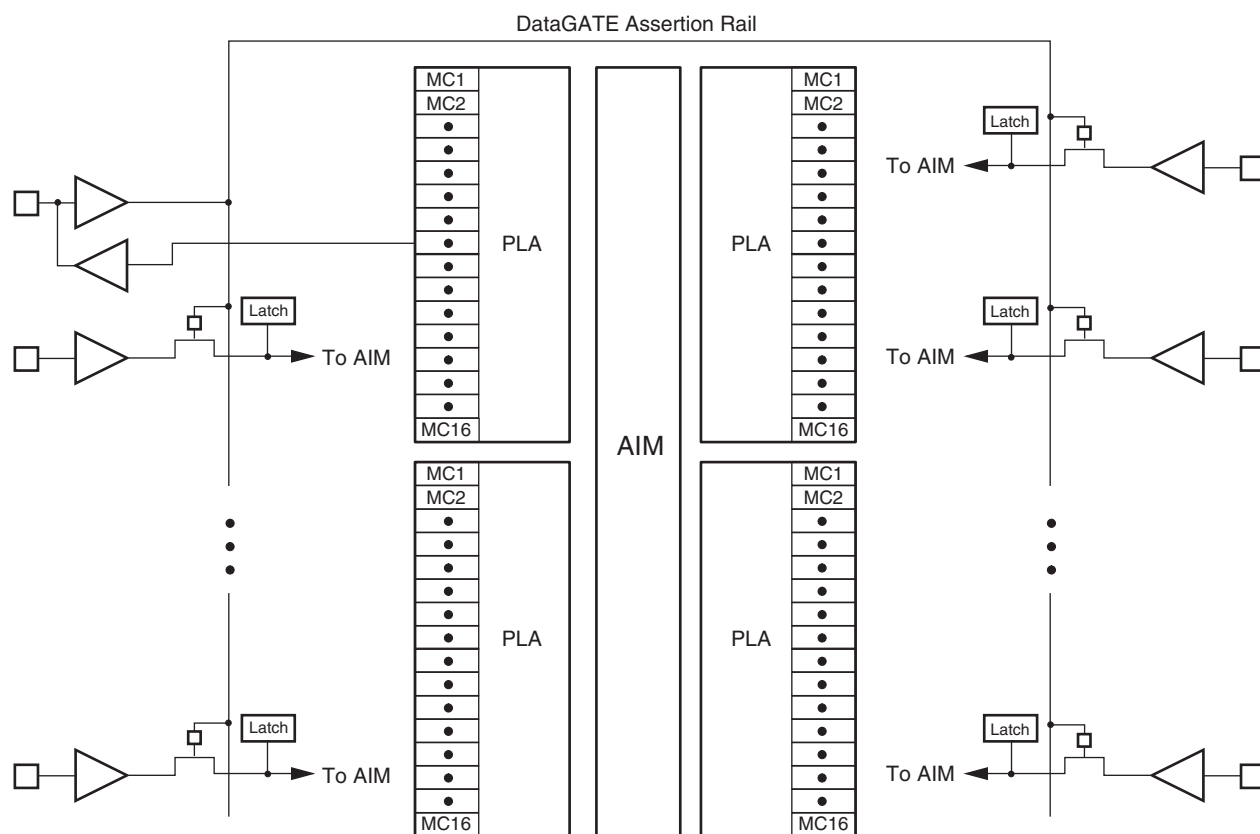 DataGATE Assertion Rail
MC1
MC2
PLA
MC16
MC1
MC2
PLA
MC16
AIM
MC1
MC2
PLA
MC16
MC1
MC2
PLA
MC16
Latch
To AIM
Latch
To AIM
Latch
To AIM
Latch
To AIM
Latch
To AIM